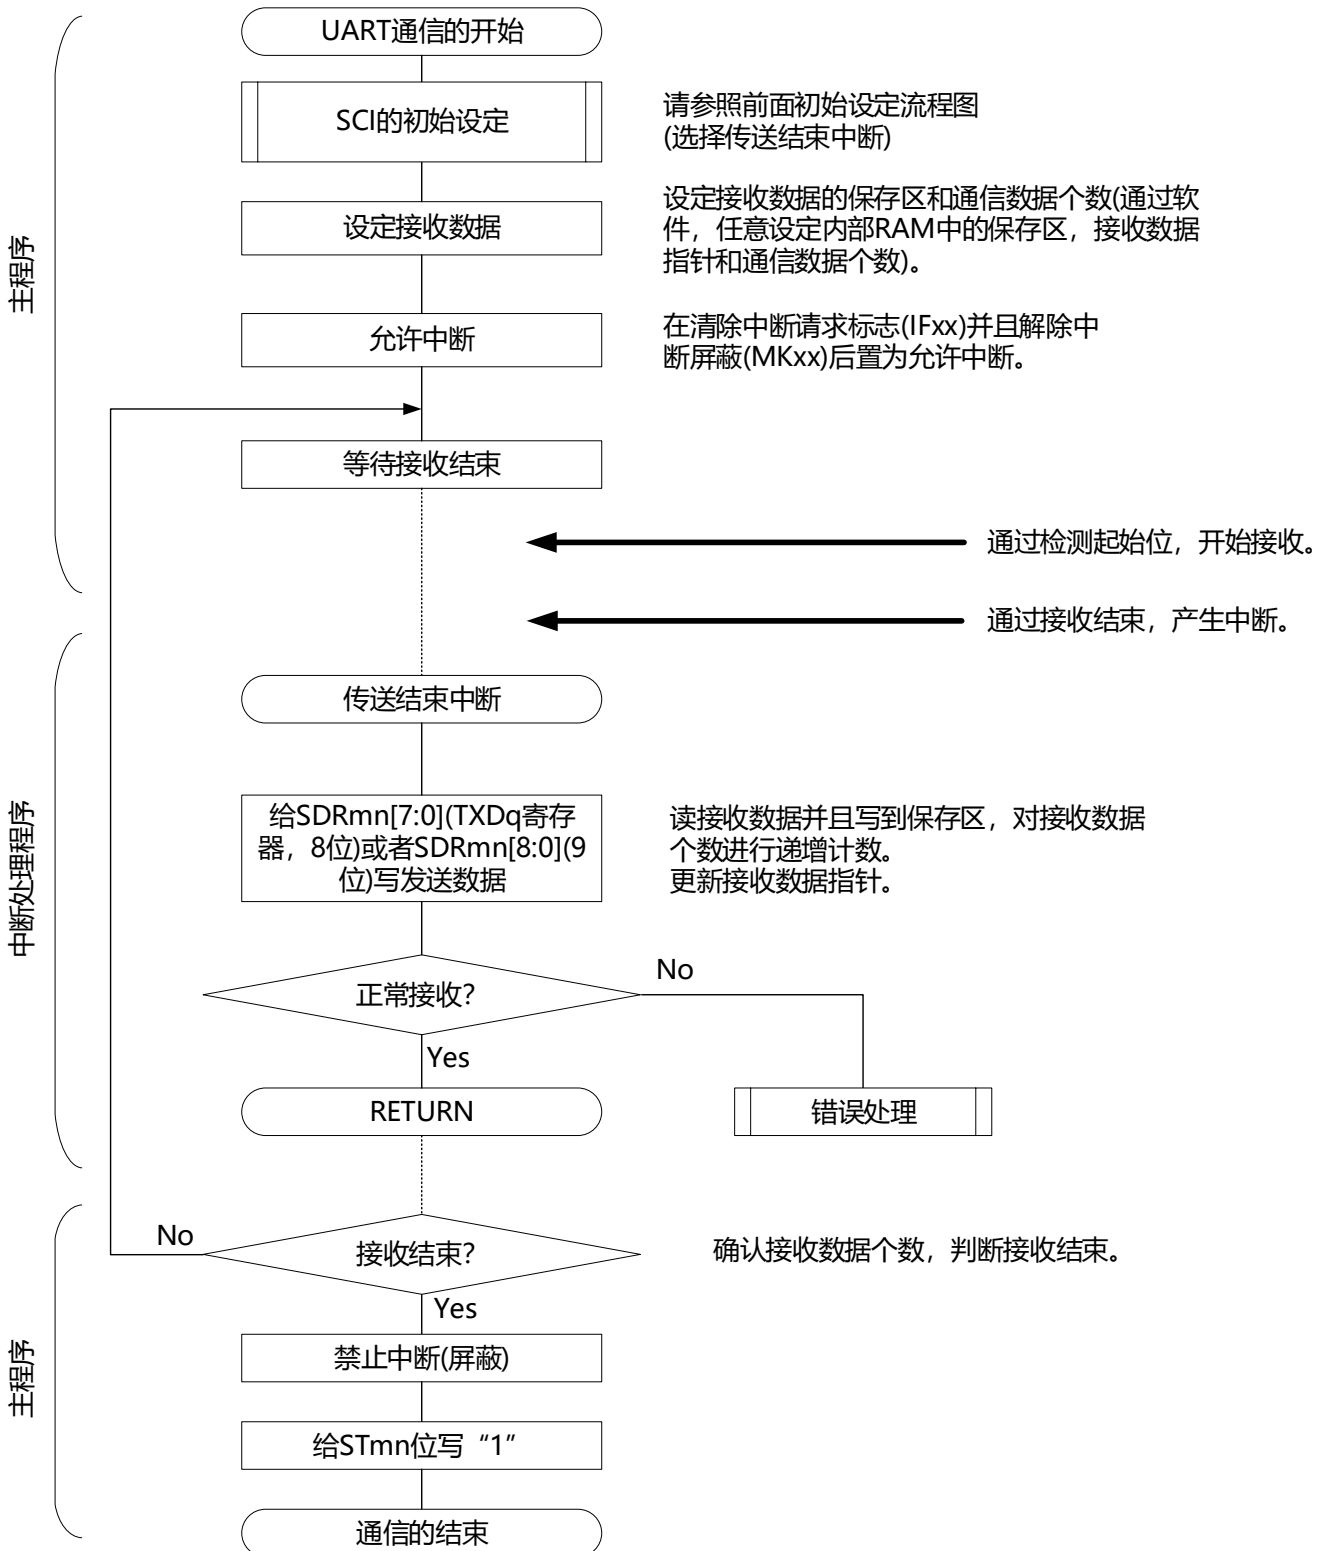 UART通信的开始
SCI的初始设定
请参照前面初始设定流程图
(选择传送结束中断)
设定接收数据
设定接收数据的保存区和通信数据个数(通过软
件，任意设定内部RAM中的保存区，接收数据
指针和通信数据个数)。
主程序
允许中断
在清除中断请求标志(IFxx)并且解除中
断屏蔽(MKxx)后置为允许中断。
等待接收结束
通过检测起始位，开始接收。
通过接收结束，产生中断。
传送结束中断
中断处理程序
给SDRmn[7:0](TXDq寄存
器，8位)或者SDRmn[8:0](9
位)写发送数据
读接收数据并且写到保存区，对接收数据
个数进行递增计数。
更新接收数据指针。
正常接收?
No
Yes
RETURN
错误处理
No
接收结束?
确认接收数据个数，判断接收结束。
Yes
主程序
禁止中断(屏蔽)
给STmn位写“1”
通信的结束